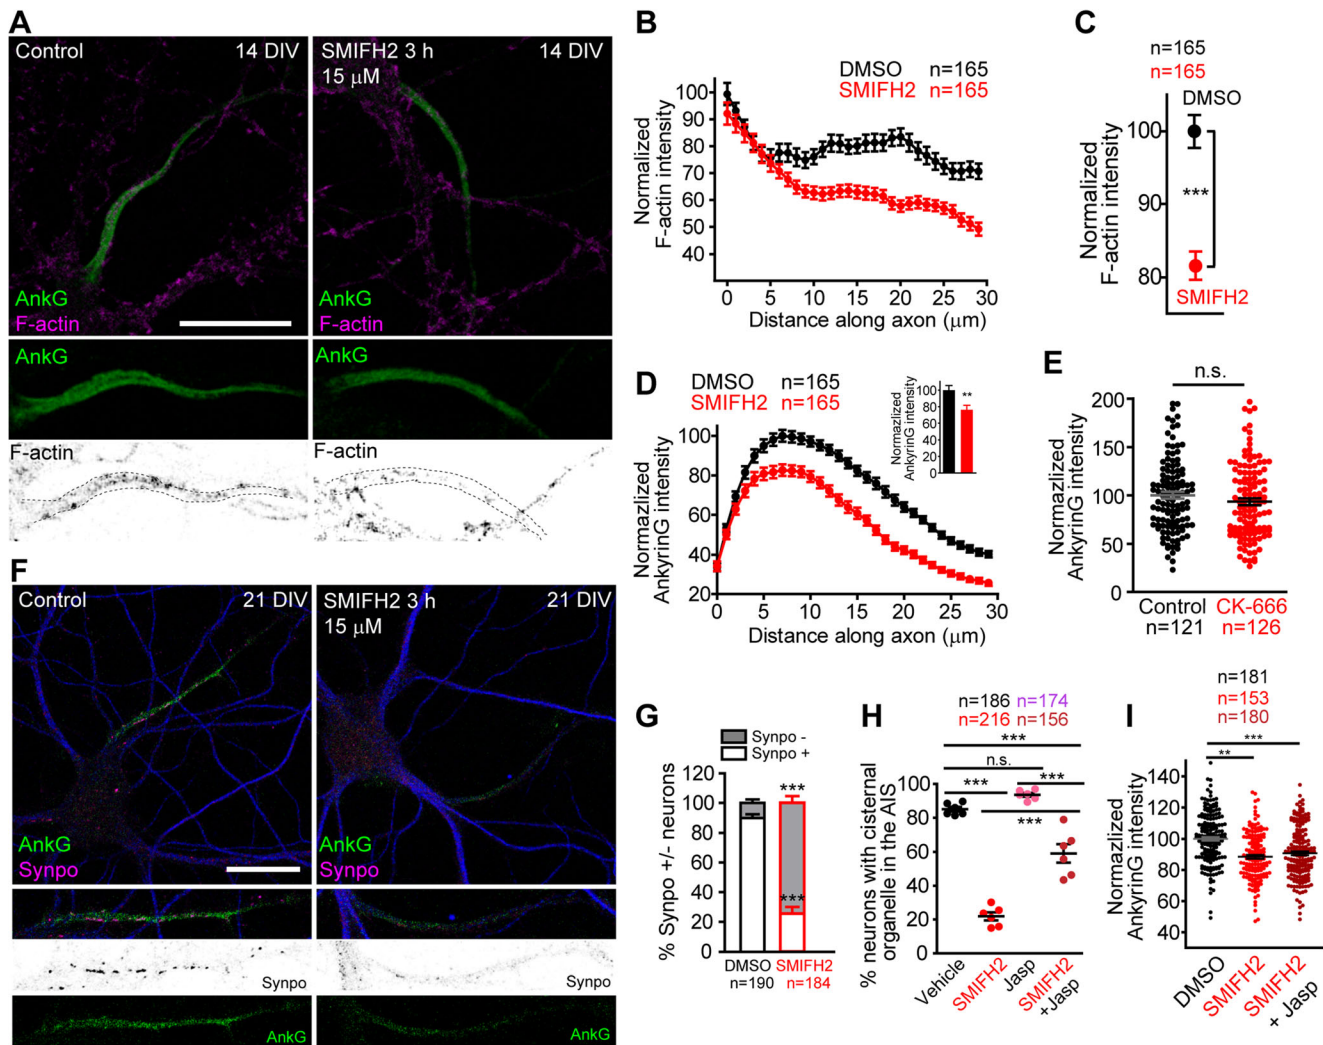 A
Control
14 DIV
SMIFH2 3 h
14 DIV
15 μM
AnkG
F-actin
AnkG
F-actin
AnkG
AnkG
F-actin
F-actin
B
DMSO n=165
SMIFH2 n=165
Normalized
F-actin intensity
100
90
80
70
60
50
40
0 5 10 15 20 25 30
Distance along axon (μm)
C
n=165
n=165
DMSO
100
90
80
***
SMIFH2
Normalized
F-actin intensity
D
DMSO n=165
SMIFH2 n=165
Normazlized
AnkyrinG intensity
100
80
60
40
20
0 5 10 15 20 25 30
Distance along axon (μm)
Normazlized
AnkyrinG intensity
100
80
60
40
20
0
**
E
n.s.
Normazlized
AnkyrinG intensity
200
150
100
50
0
Control CK-666
n=121 n=126
F
Control
21 DIV
SMIFH2 3 h
21 DIV
15 μM
AnkG
Synpo
AnkG
Synpo
Synpo
Synpo
AnkG
AnkG
G
Synpo -
Synpo +
% Synpo +/- neurons
120
100
80
60
40
20
0
***
***
DMSO SMIFH2
n=190 n=184
H
n=186 n=174
n=216 n=156
***
n.s.
*** ***
***
% neurons with cisternal
organelle in the AIS
100
80
60
40
20
0
Vehicle
SMIFH2
Jasp
SMIFH2
+Jasp
I
n=181
n=153
n=180
***
**
Normazlized
AnkyrinG intensity
140
120
100
80
60
40
DMSO
SMIFH2
SMIFH2
+ Jasp